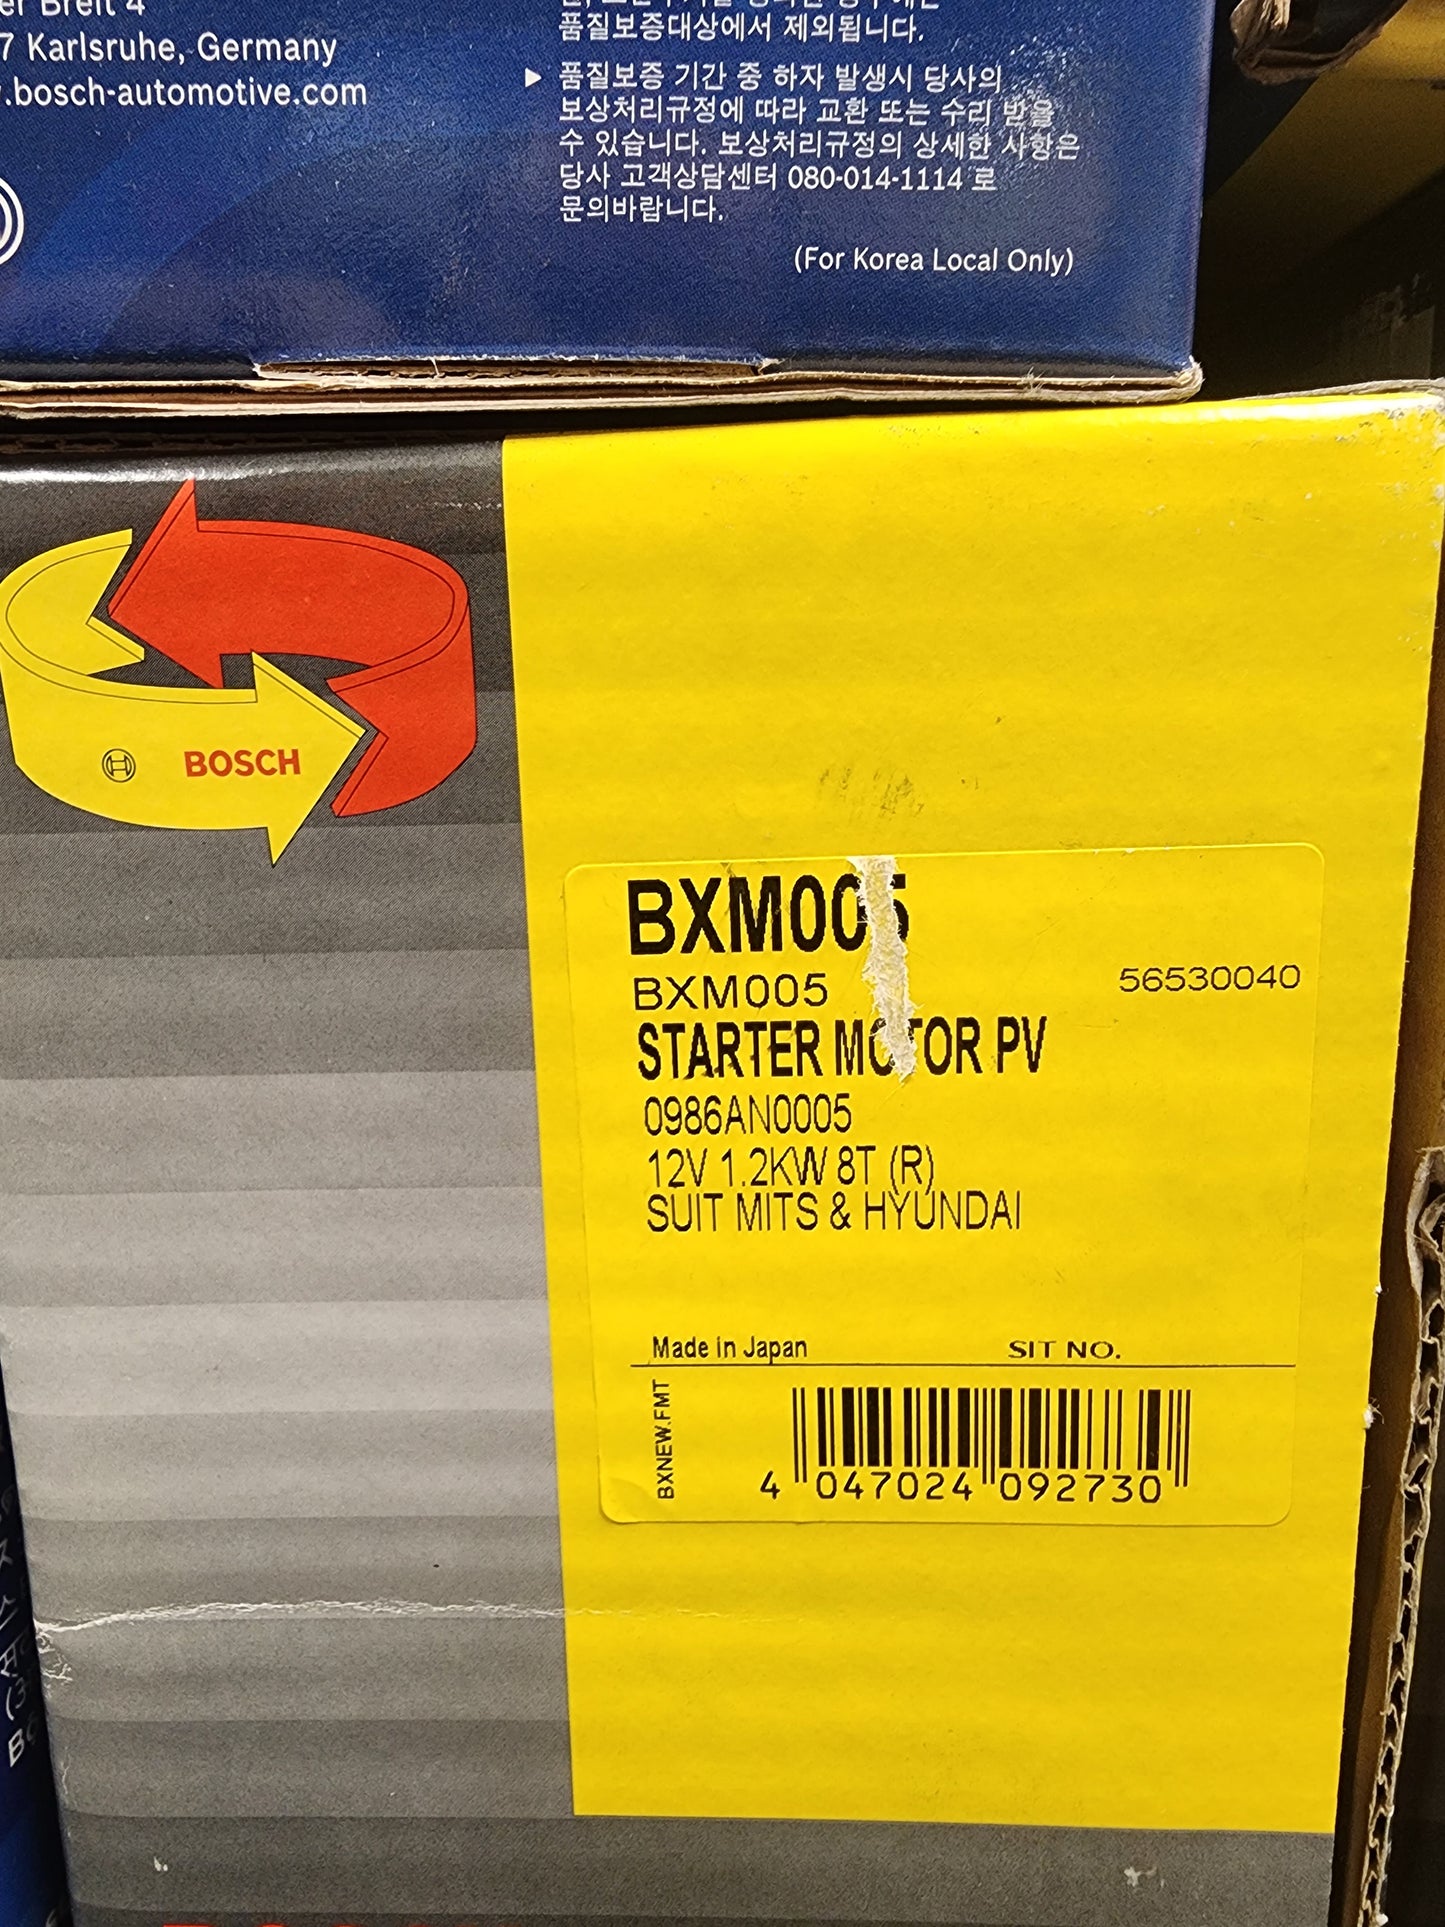 er Breit 4
7 Karlsruhe, Germany
.bosch-automotive.com
품질보증대상에서 제외됩니다.
▶ 품질보증 기간 중 하자 발생시 당사의
보상처리규정에 따라 교환 또는 수리 받을
수 있습니다. 보상처리규정의 상세한 사항은
당사 고객상담센터 080-014-1114 로
문의바랍니다.
(For Korea Local Only)
BOSCH
BXM005
BXM005
56530040
STARTER MOTOR PV
0986AN0005
12V 1.2KW 8T (R)
SUIT MITS & HYUNDAI
Made in Japan
SIT NO.
BXNEW.FMT
4 047024 092730